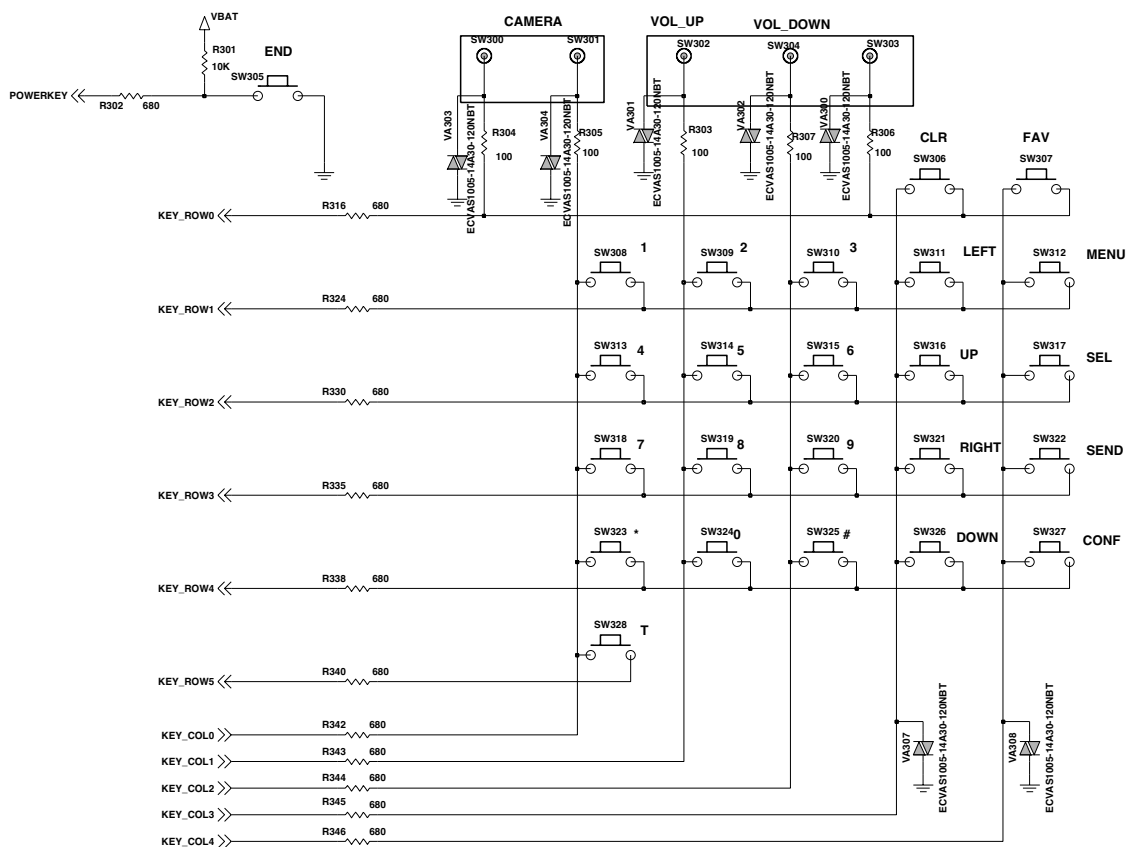 VBAT
CAMERA
VOL_UP
VOL_DOWN
R301
10K
END
SW305
POWERKEY
R302
680
SW300
SW301
SW302
SW304
SW303
VA303
ECVAS1005-14A30-120NBT
R304
100
VA304
ECVAS1005-14A30-120NBT
R305
100
VA301
ECVAS1005-14A30-120NBT
R303
100
VA302
ECVAS1005-14A30-120NBT
R307
100
VA300
ECVAS1005-14A30-120NBT
R306
100
CLR
SW306
FAV
SW307
KEY_ROW0
R316
680
SW308
1
SW309
2
SW310
3
SW311
LEFT
SW312
MENU
KEY_ROW1
R324
680
SW313
4
SW314
5
SW315
6
SW316
UP
SW317
SEL
KEY_ROW2
R330
680
SW318
7
SW319
8
SW320
9
SW321
RIGHT
SW322
SEND
KEY_ROW3
R335
680
SW323
*
SW324
0
SW325
#
SW326
DOWN
SW327
CONF
KEY_ROW4
R338
680
SW328
T
KEY_ROW5
R340
680
KEY_COL0
R342
680
KEY_COL1
R343
680
KEY_COL2
R344
680
KEY_COL3
R345
680
KEY_COL4
R346
680
VA307
ECVAS1005-14A30-120NBT
VA308
ECVAS1005-14A30-120NBT